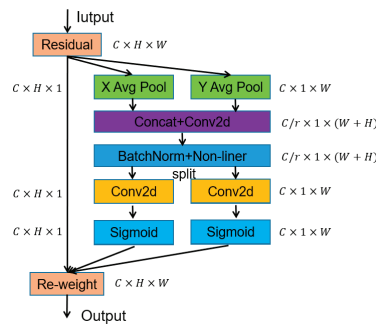 Iutput
Residual C × H × W
C × H × 1 X Avg Pool Y Avg Pool C × 1 × W
Concat+Conv2d C/r × 1 × (W + H)
BatchNorm+Non-liner C/r × 1 × (W + H)
split
C × H × 1 Conv2d Conv2d C × 1 × W
C × H × 1 Sigmoid Sigmoid C × 1 × W
Re-weight C × H × W
Output